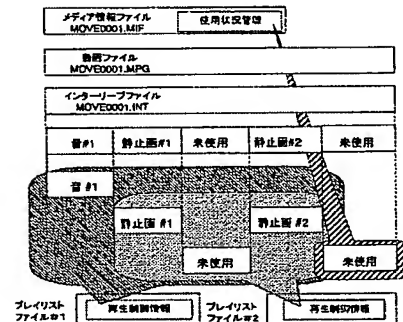 メディア情報ファイル
MOVE0001.MIF
使用状況管理
動画ファイル
MOVE0001.MPG
インターリーブファイル
MOVE0001.INT
音#1 静止画#1 未使用 静止画#2 未使用
音 #1
静止画 #1
静止画 #2
未使用
未使用
プレイリスト
ファイル#1
再生制御情報
プレイリスト
ファイル#2
再生制御情報